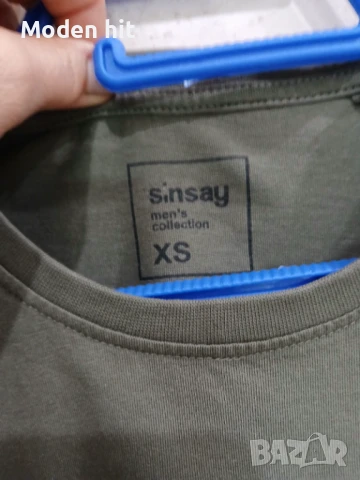 Moden hit
sinsay
men's
collection
XS
BAZAR